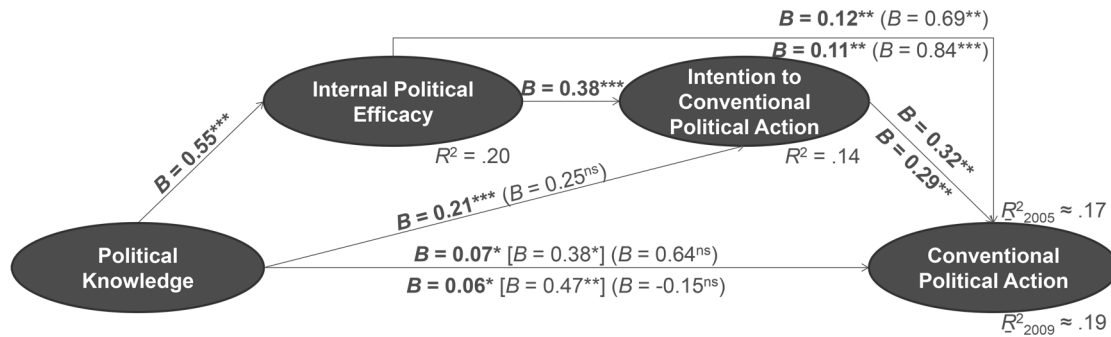 B = 0.12** (B = 0.69**)
B = 0.11** (B = 0.84***)
Internal Political
Efficacy
B = 0.38***
Intention to
Conventional
Political Action
B = 0.55***
R² = .20
R² = .14
B = 0.32**
B = 0.29**
B = 0.21*** (B = 0.25ⁿˢ)
R²₂₀₀₅ ≈ .17
Political
Knowledge
B = 0.07* [B = 0.38*] (B = 0.64ⁿˢ)
B = 0.06* [B = 0.47**] (B = -0.15ⁿˢ)
Conventional
Political Action
R²₂₀₀₉ ≈ .19